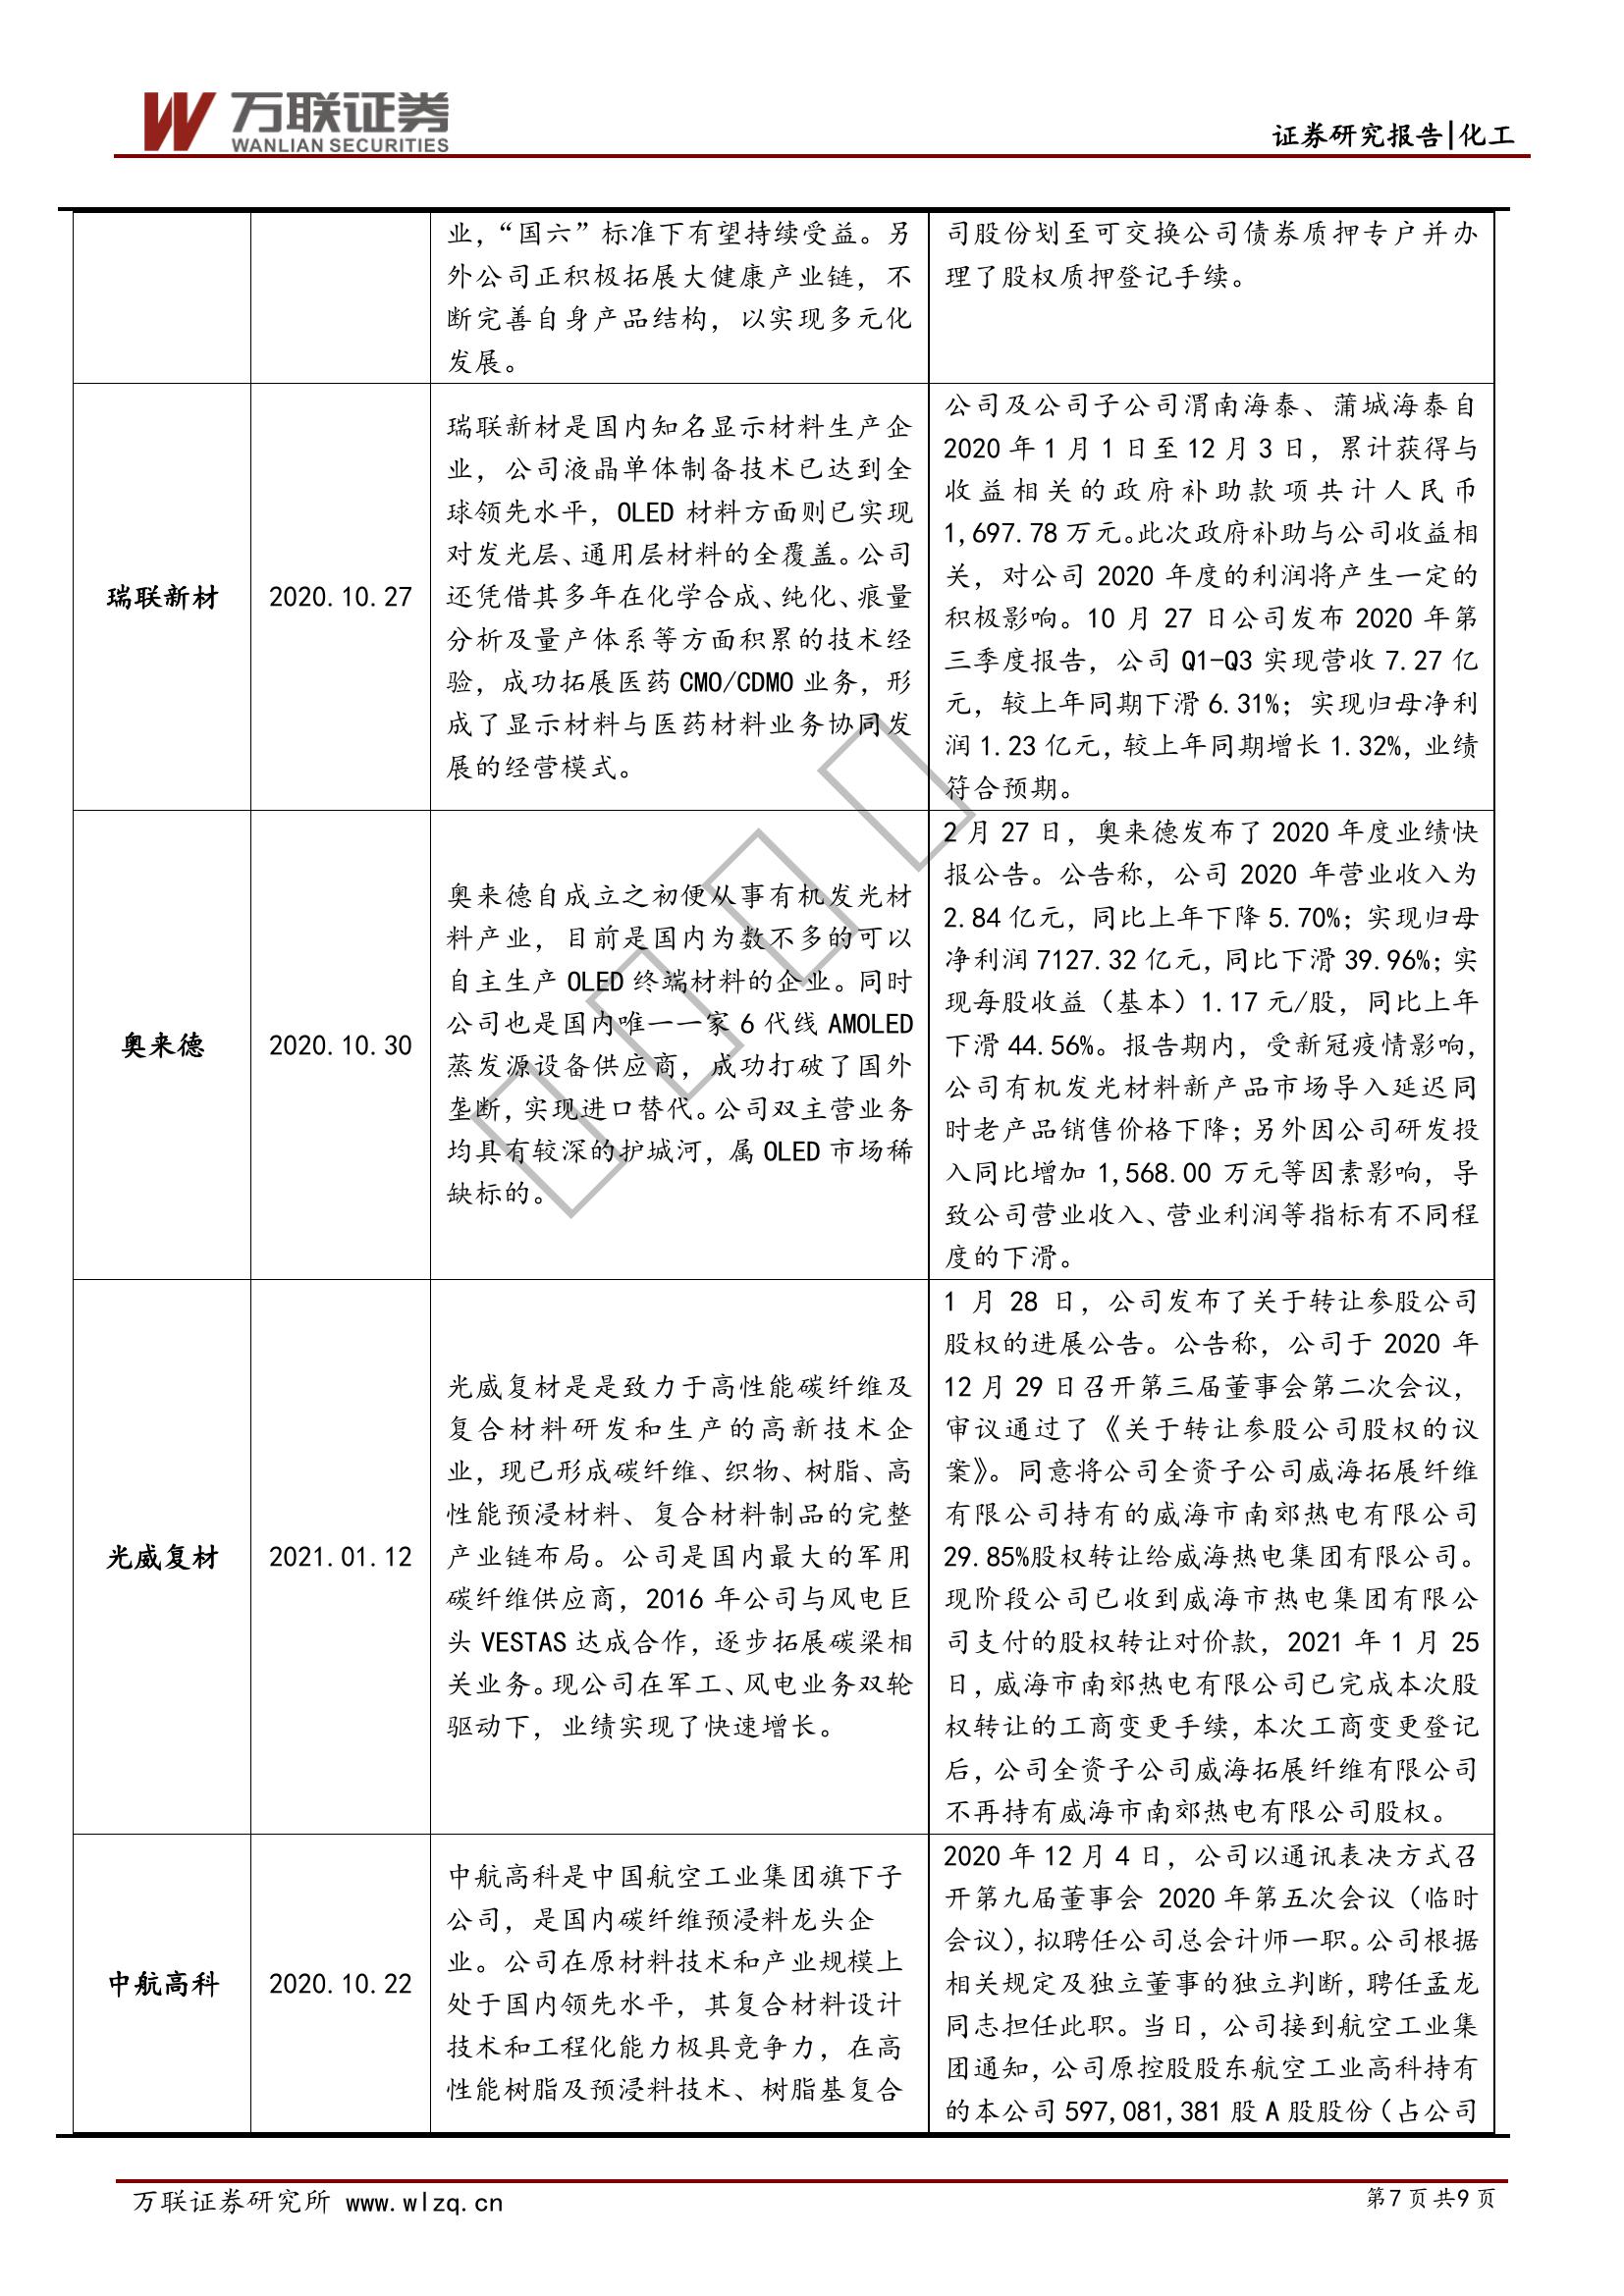 万联证券
WANLIAN SECURITIES
证券研究报告|化工
业，“国六”标准下有望持续受益。另
外公司正积极拓展大健康产业链，不
断完善自身产品结构，以实现多元化
发展。
司股份划至可交换公司债券质押专户并办
理了股权质押登记手续。
瑞联新材
2020.10.27
瑞联新材是国内知名显示材料生产企
业，公司液晶单体制备技术已达到全
球领先水平，OLED 材料方面则已实现
对发光层、通用层材料的全覆盖。公司
还凭借其多年在化学合成、纯化、痕量
分析及量产体系等方面积累的技术经
验，成功拓展医药 CMO/CDMO 业务，形
成了显示材料与医药材料业务协同发
展的经营模式。
公司及公司子公司渭南海泰、蒲城海泰自
2020 年 1 月 1 日至 12 月 3 日，累计获得与
收益相关的政府补助款项共计人民币
1,697.78 万元。此次政府补助与公司收益相
关，对公司 2020 年度的利润将产生一定的
积极影响。10 月 27 日公司发布 2020 年第
三季度报告，公司 Q1-Q3 实现营收 7.27 亿
元，较上年同期下滑 6.31%；实现归母净利
润 1.23 亿元，较上年同期增长 1.32%，业绩
符合预期。
奥来德
2020.10.30
奥来德自成立之初便从事有机发光材
料产业，目前是国内为数不多的可以
自主生产 OLED 终端材料的企业。同时
公司也是国内唯一一家 6 代线 AMOLED
蒸发源设备供应商，成功打破了国外
垄断，实现进口替代。公司双主营业务
均具有较深的护城河，属 OLED 市场稀
缺标的。
2 月 27 日，奥来德发布了 2020 年度业绩快
报公告。公告称，公司 2020 年营业收入为
2.84 亿元，同比上年下降 5.70%；实现归母
净利润 7127.32 亿元，同比下滑 39.96%；实
现每股收益（基本）1.17 元/股，同比上年
下滑 44.56%。报告期内，受新冠疫情影响，
公司有机发光材料新产品市场导入延迟同
时老产品销售价格下降；另外因公司研发投
入同比增加 1,568.00 万元等因素影响，导
致公司营业收入、营业利润等指标有不同程
度的下滑。
光威复材
2021.01.12
光威复材是是致力于高性能碳纤维及
复合材料研发和生产的高新技术企
业，现已形成碳纤维、织物、树脂、高
性能预浸材料、复合材料制品的完整
产业链布局。公司是国内最大的军用
碳纤维供应商，2016 年公司与风电巨
头 VESTAS 达成合作，逐步拓展碳梁相
关业务。现公司在军工、风电业务双轮
驱动下，业绩实现了快速增长。
1 月 28 日，公司发布了关于转让参股公司
股权的进展公告。公告称，公司于 2020 年
12 月 29 日召开第三届董事会第二次会议，
审议通过了《关于转让参股公司股权的议
案》。同意将公司全资子公司威海拓展纤维
有限公司持有的威海市南郊热电有限公司
29.85%股权转让给威海热电集团有限公司。
现阶段公司已收到威海市热电集团有限公
司支付的股权转让对价款，2021 年 1 月 25
日，威海市南郊热电有限公司已完成本次股
权转让的工商变更手续，本次工商变更登记
后，公司全资子公司威海拓展纤维有限公司
不再持有威海市南郊热电有限公司股权。
中航高科
2020.10.22
中航高科是中国航空工业集团旗下子
公司，是国内碳纤维预浸料龙头企
业。公司在原材料技术和产业规模上
处于国内领先水平，其复合材料设计
技术和工程化能力极具竞争力，在高
性能树脂及预浸料技术、树脂基复合
2020 年 12 月 4 日，公司以通讯表决方式召
开第九届董事会 2020 年第五次会议（临时
会议），拟聘任公司总会计师一职。公司根据
相关规定及独立董事的独立判断，聘任孟龙
同志担任此职。当日，公司接到航空工业集
团通知，公司原控股股东航空工业高科持有
的本公司 597,081,381 股 A 股股份（占公司
万联证券研究所 www.wlzq.cn
第 7 页 共 9 页